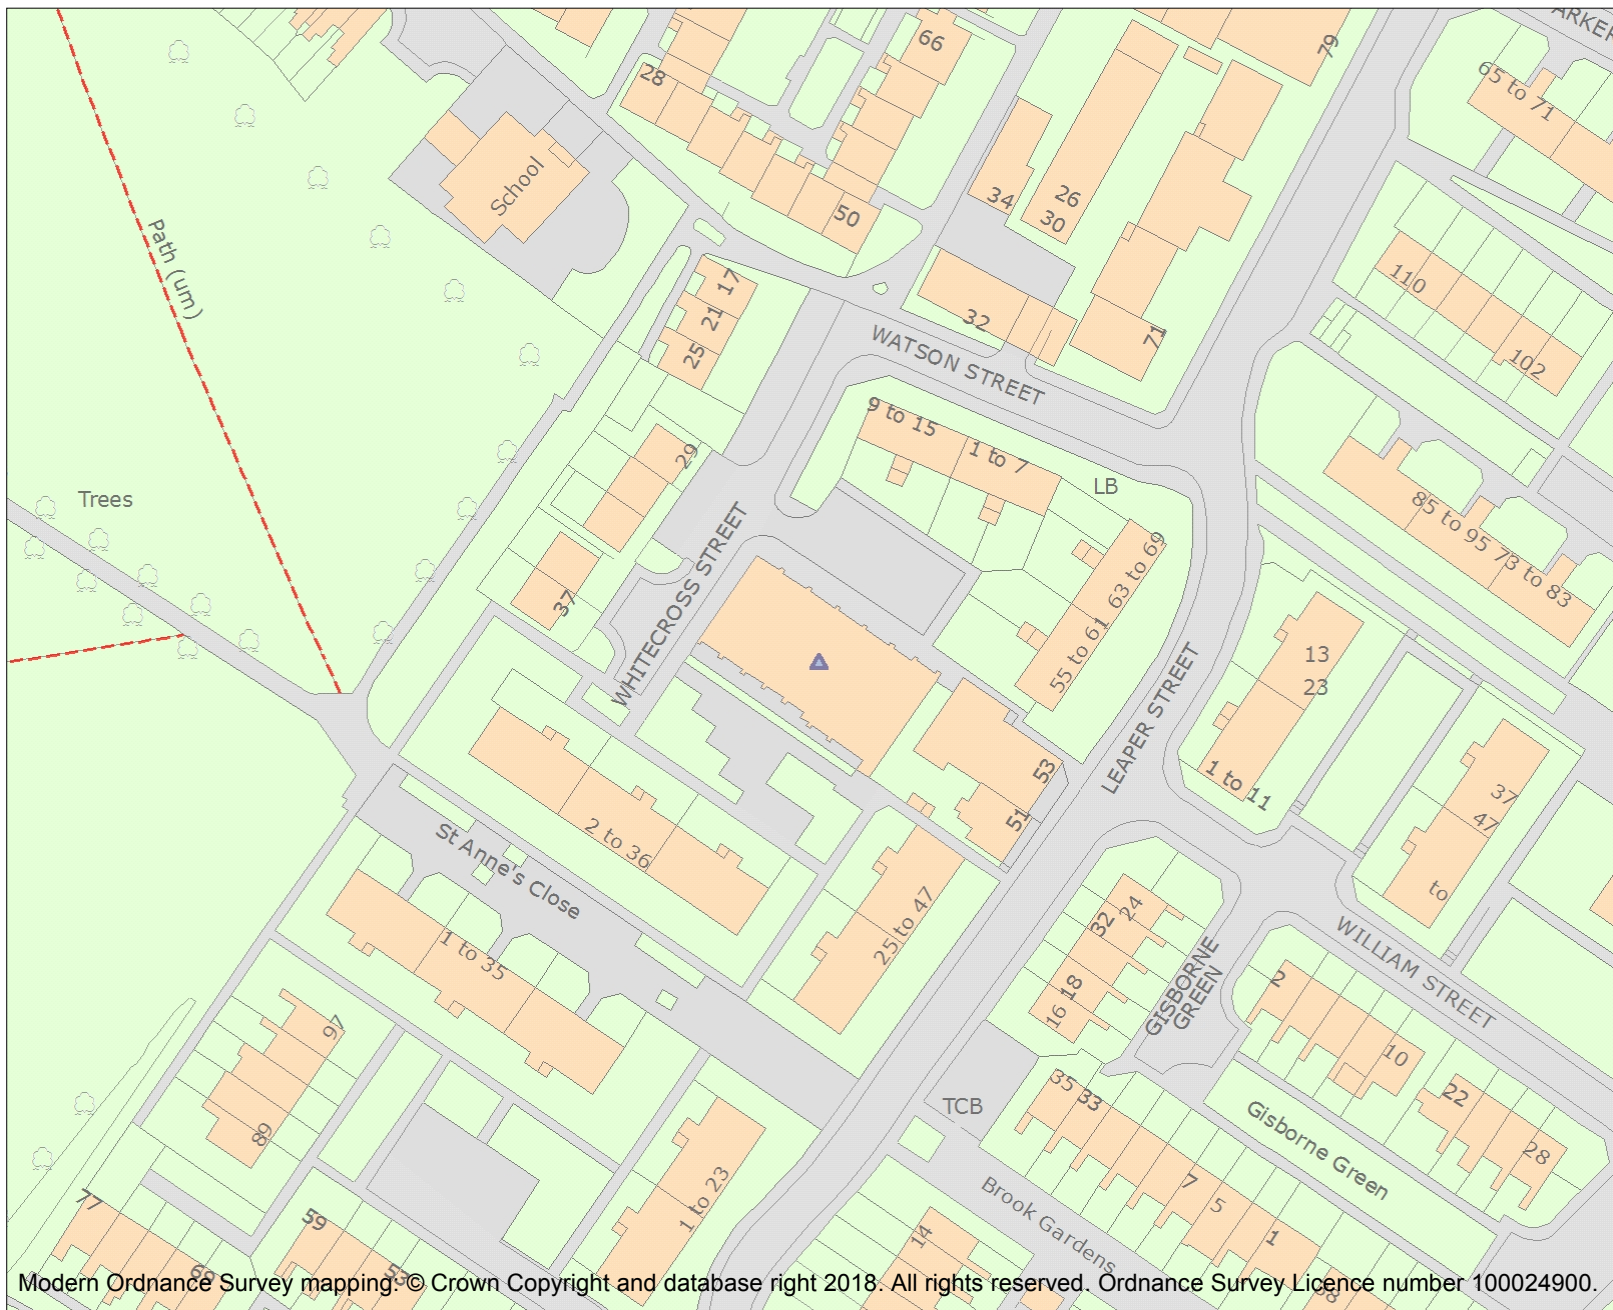 ARKER
79
66
65 to 71
28
School
34
26
30
50
Path (um)
110
17
21
32
71
25
WATSON STREET
102
9 to 15
29
1 to 7
LB
Trees
85 to 95
73 to 83
WHITECROSS STREET
63 to 69
37
55 to 61
13
23
LEAPER STREET
53
1 to 11
37
47
to
51
2 to 36
St Anne's Close
25 to 47
32
24
WILLIAM STREET
1 to 35
GISBORNE
GREEN
2
18
16
97
10
35
33
22
TCB
Gisborne Green
89
28
7
5
1
1 to 23
Brook Gardens
77
59
14
69
53
Modern Ordnance Survey mapping: © Crown Copyright and database right 2018. All rights reserved. Ordnance Survey Licence number 100024900.